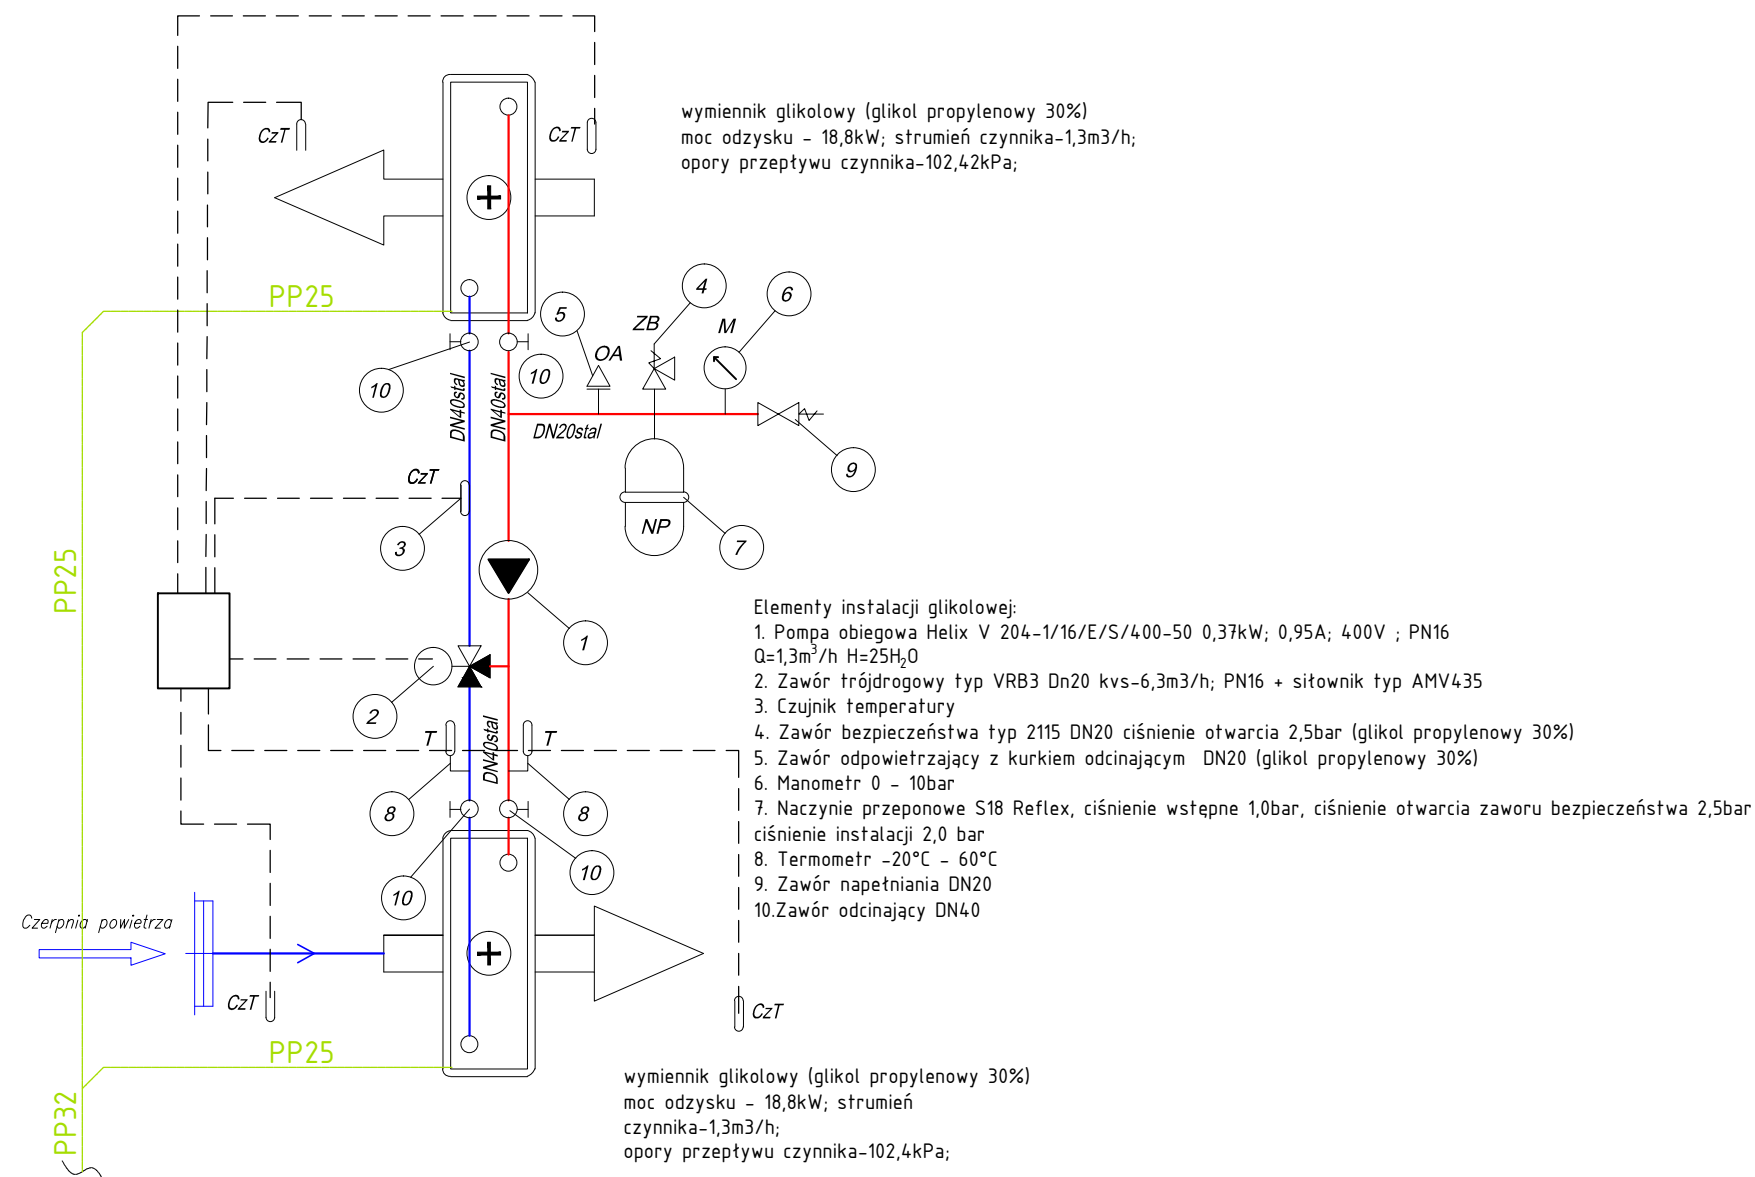 CzT
CzT
wymiennik glikolowy (glikol propylenowy 30%)
moc odzysku - 18,8kW; strumień czynnika-1,3m3/h;
opory przepływu czynnika-102,42kPa;
PP25
5
4
6
ZB
M
OA
10
10
DN40stal
DN40stal
DN20stal
9
CzT
3
NP
7
PP25
1
2
Elementy instalacji glikolowej:
1. Pompa obiegowa Helix V 204-1/16/E/S/400-50 0,37kW; 0,95A; 400V ; PN16
Q=1,3m³/h H=25H₂O
2. Zawór trójdrogowy typ VRB3 Dn20 kvs-6,3m3/h; PN16 + siłownik typ AMV435
3. Czujnik temperatury
4. Zawór bezpieczeństwa typ 2115 DN20 ciśnienie otwarcia 2,5bar (glikol propylenowy 30%)
5. Zawór odpowietrzający z kurkiem odcinającym DN20 (glikol propylenowy 30%)
6. Manometr 0 - 10bar
7. Naczynie przeponowe S18 Reflex, ciśnienie wstępne 1,0bar, ciśnienie otwarcia zaworu bezpieczeństwa 2,5bar
ciśnienie instalacji 2,0 bar
8. Termometr -20°C - 60°C
9. Zawór napełniania DN20
10.Zawór odcinający DN40
T
T
DN40stal
8
8
10
10
Czerpnia powietrza
CzT
CzT
PP25
PP32
wymiennik glikolowy (glikol propylenowy 30%)
moc odzysku - 18,8kW; strumień
czynnika-1,3m3/h;
opory przepływu czynnika-102,4kPa;